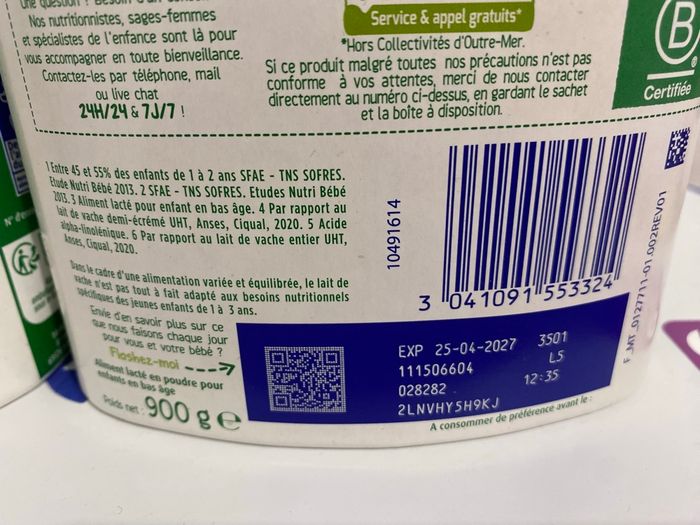 Nos nutritionnistes, sages-femmes
et spécialistes de l'enfance sont là pour
vous accompagner en toute bienveillance.
Contactez-les par téléphone, mail
ou live chat
24H/24 & 7J/7 !
Service & appel gratuits*
*Hors Collectivités d'Outre-Mer.
Si ce produit malgré toutes nos précautions n'est pas
conforme à vos attentes, merci de nous contacter
directement au numéro ci-dessus, en gardant le sachet
et la boîte à disposition.
B
Certifiée
1 Entre 45 et 55% des enfants de 1 à 2 ans SFAE - TNS SOFRES.
Etude Nutri Bébé 2013. 2 SFAE - TNS SOFRES. Etudes Nutri Bébé
2013. 3 Aliment lacté pour enfant en bas âge. 4 Par rapport au
lait de vache demi-écrémé UHT, Anses, Ciqual, 2020. 5 Acide
alpha-linolénique. 6 Par rapport au lait de vache entier UHT,
Anses, Ciqual, 2020.
Dans le cadre d'une alimentation variée et équilibrée, le lait de
vache n'est pas tout à fait adapté aux besoins nutritionnels
spécifiques des jeunes enfants de 1 à 3 ans.
Envie d'en savoir plus sur ce
que nous faisons chaque jour
pour vous et votre bébé ?
Flashez-moi
Aliment lacté en poudre pour
enfants en bas âge
Poids net : 900 g e
10491614
3 041091 553324
F_MT_0127711-01.002REV01
EXP 25-04-2027 3501
111506604 L5
028282 12:35
2LNVHY5H9KJ
A consommer de préférence avant le :